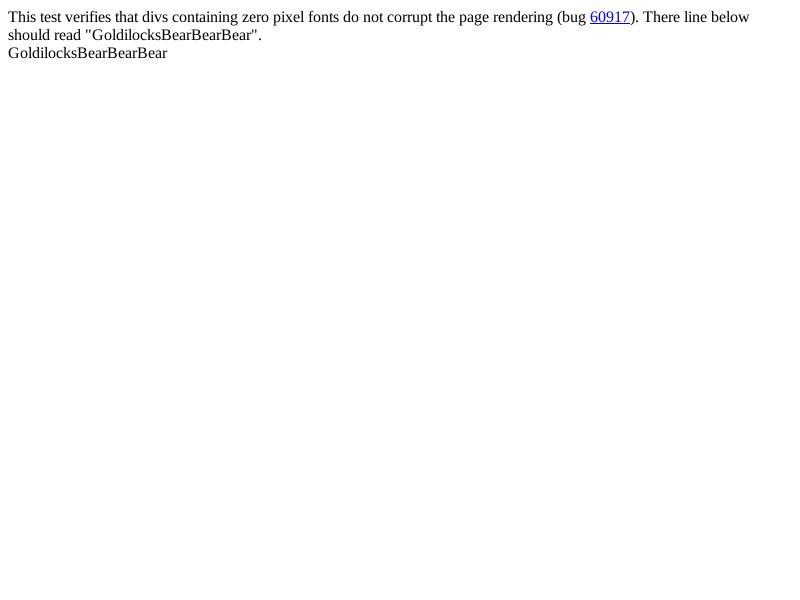 This test verifies that divs containing zero pixel fonts do not corrupt the page rendering (bug 60917). There line below
should read "GoldilocksBearBearBear".
GoldilocksBearBearBear